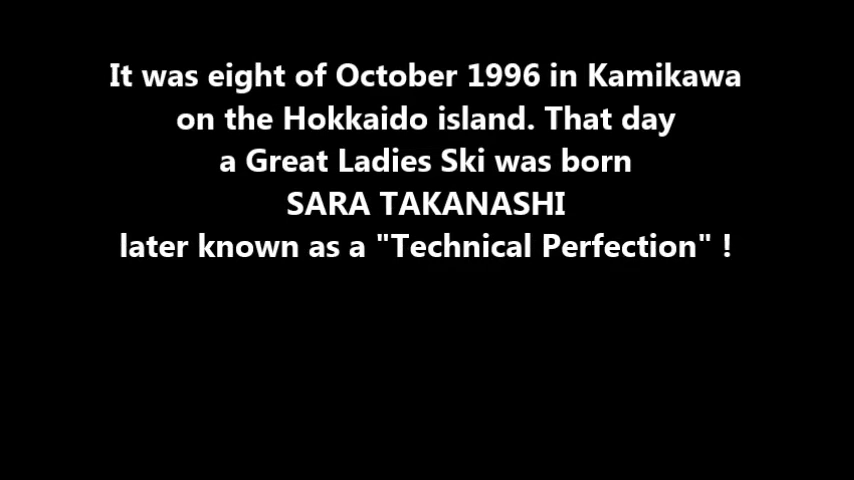 It was eight of October 1996 in Kamikawa
on the Hokkaido island. That day
a Great Ladies Ski was born
SARA TAKANASHI
later known as a "Technical Perfection" !